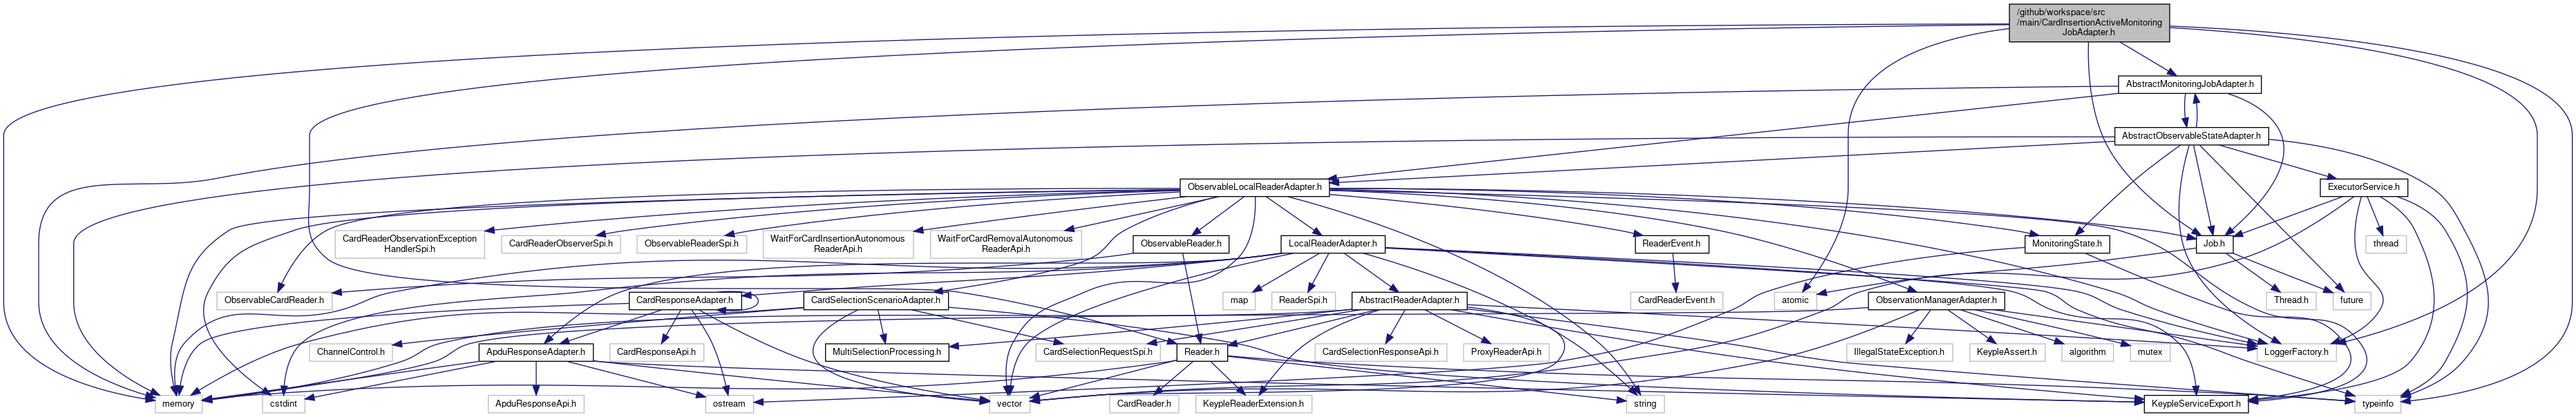 /github/workspace/src
/main/CardInsertionActiveMonitoring
JobAdapter.h
AbstractMonitoringJobAdapter.h
AbstractObservableStateAdapter.h
ObservableLocalReaderAdapter.h
ExecutorService.h
CardReaderObservationException
HandlerSpi.h
CardReaderObserverSpi.h
ObservableReaderSpi.h
WaitForCardInsertionAutonomous
ReaderApi.h
WaitForCardRemovalAutonomous
ReaderApi.h
ObservableReader.h
LocalReaderAdapter.h
ReaderEvent.h
MonitoringState.h
Job.h
thread
ObservableCardReader.h
CardResponseAdapter.h
CardSelectionScenarioAdapter.h
map
ReaderSpi.h
AbstractReaderAdapter.h
CardReaderEvent.h
atomic
ObservationManagerAdapter.h
Thread.h
future
ChannelControl.h
ApduResponseAdapter.h
CardResponseApi.h
MultiSelectionProcessing.h
CardSelectionRequestSpi.h
Reader.h
CardSelectionResponseApi.h
ProxyReaderApi.h
IllegalStateException.h
KeypleAssert.h
algorithm
mutex
LoggerFactory.h
memory
cstdint
ApduResponseApi.h
ostream
vector
CardReader.h
KeypleReaderExtension.h
string
KeypleServiceExport.h
typeinfo